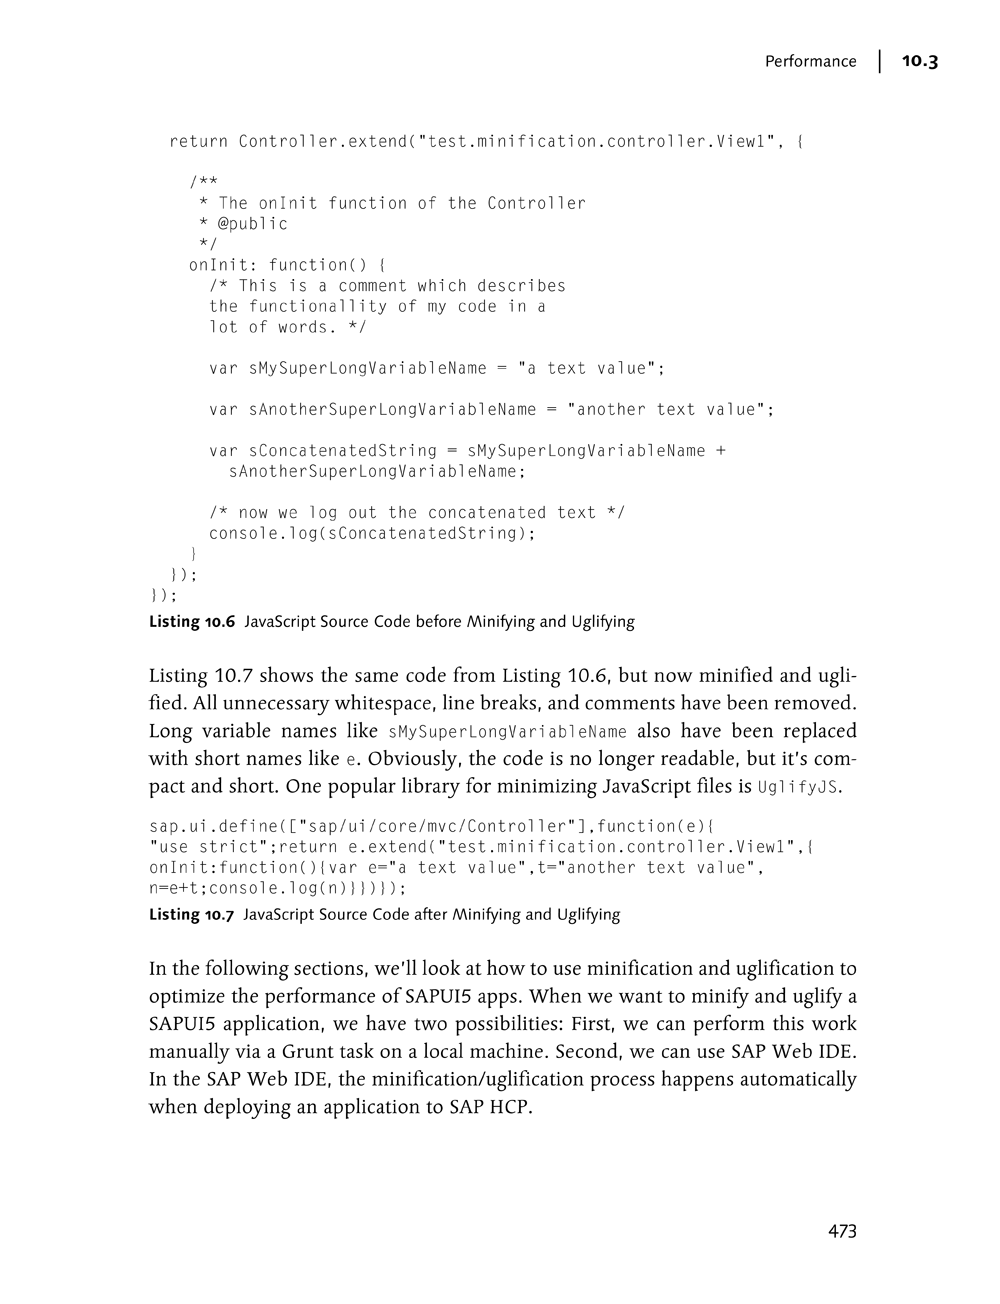 Performance | 10.3
return Controller.extend("test.minification.controller.View1", {
/**
* The onInit function of the Controller
* @public
*/
onInit: function() {
/* This is a comment which describes
the functionallity of my code in a
lot of words. */
var sMySuperLongVariableName = "a text value";
var sAnotherSuperLongVariableName = "another text value";
var sConcatenatedString = sMySuperLongVariableName +
sAnotherSuperLongVariableName;
/* now we log out the concatenated text */
console.log(sConcatenatedString);
}
});
});
Listing 10.6 JavaScript Source Code before Minifying and Uglifying
Listing 10.7 shows the same code from Listing 10.6, but now minified and ugli-
fied. All unnecessary whitespace, line breaks, and comments have been removed.
Long variable names like sMySuperLongVariableName also have been replaced
with short names like e. Obviously, the code is no longer readable, but it's com-
pact and short. One popular library for minimizing JavaScript files is UglifyJS.
sap.ui.define(["sap/ui/core/mvc/Controller"],function(e){
"use strict";return e.extend("test.minification.controller.View1",{
onInit:function(){var e="a text value",t="another text value",
n=e+t;console.log(n)}})});
Listing 10.7 JavaScript Source Code after Minifying and Uglifying
In the following sections, we'll look at how to use minification and uglification to
optimize the performance of SAPUI5 apps. When we want to minify and uglify a
SAPUI5 application, we have two possibilities: First, we can perform this work
manually via a Grunt task on a local machine. Second, we can use SAP Web IDE.
In the SAP Web IDE, the minification/uglification process happens automatically
when deploying an application to SAP HCP.
473